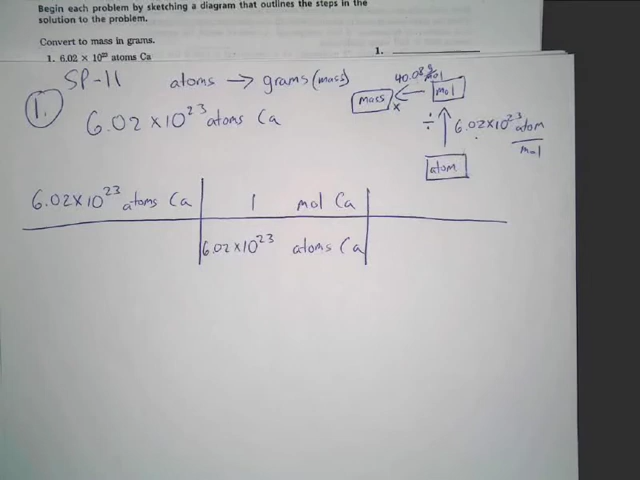 Begin each problem by sketching a diagram that outlines the steps in the
solution to the problem.
Convert to mass in grams.
1. 6.02 × 10²³ atoms Ca
1.
SP-11 atoms → grams (mass)
1.
6.02 × 10²³ atoms Ca
40.08 g/mol
mass ← mol
×
÷ ↑ 6.02 × 10²³ atom
mol
atom
6.02 × 10²³ atoms Ca | 1 mol Ca |
6.02 × 10²³ atoms Ca